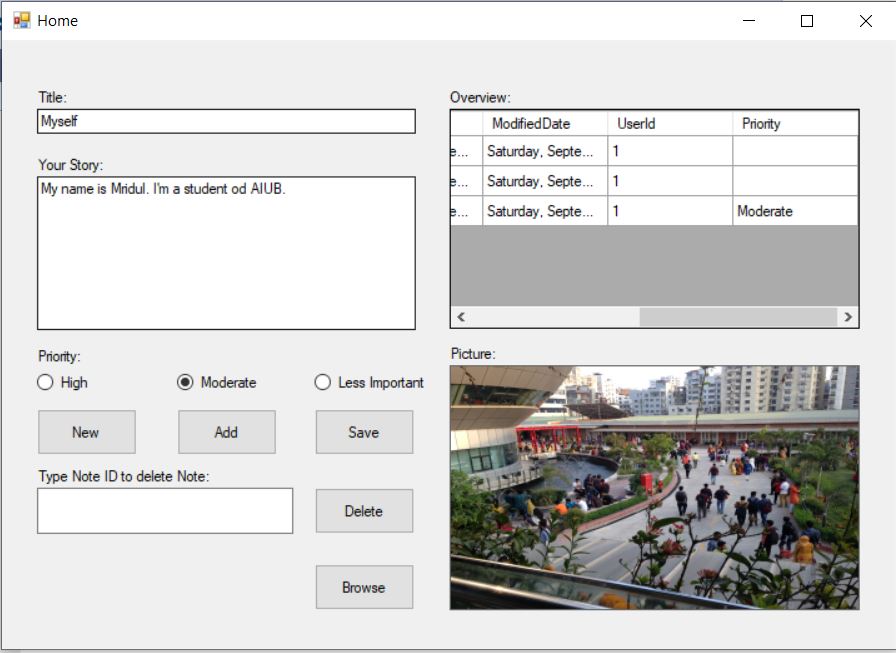 Home
Title:
Myself
Your Story:
My name is Mridul. I'm a student od AIUB.
Priority:
High
Moderate
Less Important
New
Add
Save
Type Note ID to delete Note:
Delete
Browse
Overview:
ModifiedDate UserId Priority
e... Saturday, Septe... 1
e... Saturday, Septe... 1
e... Saturday, Septe... 1 Moderate
Picture: